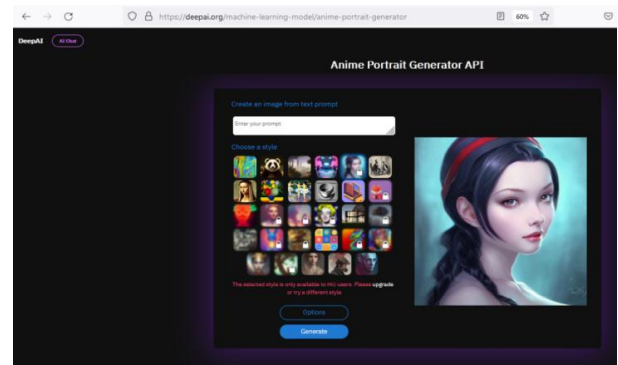 https://deepai.org/machine-learning-model/anime-portrait-generator
60%
DeepAI
AI Chat
Anime Portrait Generator API
Create an image from text prompt
Enter your prompt
Choose a style
The selected style is only available to PRO users. Please upgrade
or try a different style
Options
Generate